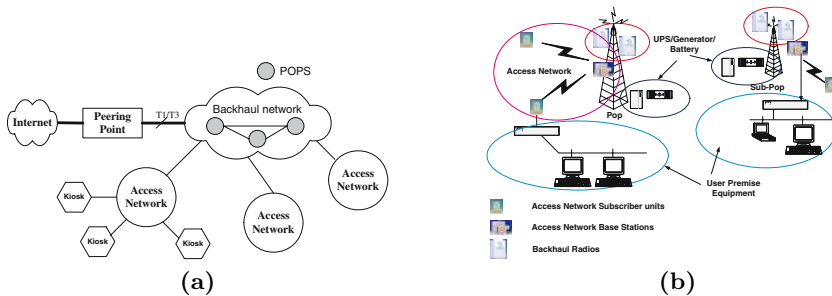 POPS
Backhaul network
T1/T3
Internet
Peering
Point
Access
Network
Access
Network
Access
Network
Kiosk
Kiosk
Kiosk
(a)
UPS/Generator/
Battery
Access Network
Pop
Sub-Pop
User Premise
Equipment
Access Network Subscriber units
Access Network Base Stations
Backhaul Radios
(b)